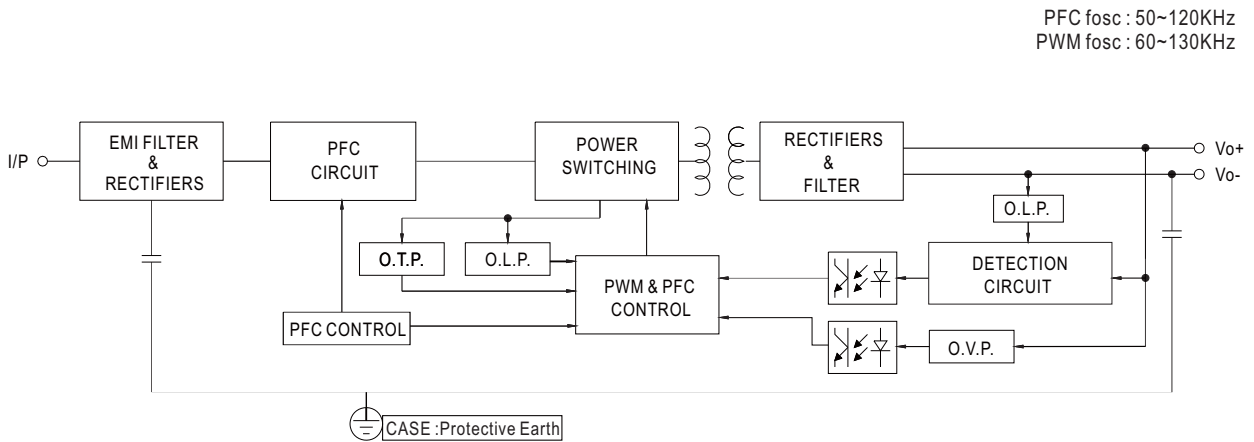 PFC fosc : 50~120KHz
PWM fosc : 60~130KHz
I/P
EMI FILTER
&
RECTIFIERS
PFC
CIRCUIT
POWER
SWITCHING
RECTIFIERS
&
FILTER
Vo+
Vo-
O.L.P.
O.T.P.
O.L.P.
DETECTION
CIRCUIT
PWM & PFC
CONTROL
PFC CONTROL
O.V.P.
CASE :Protective Earth